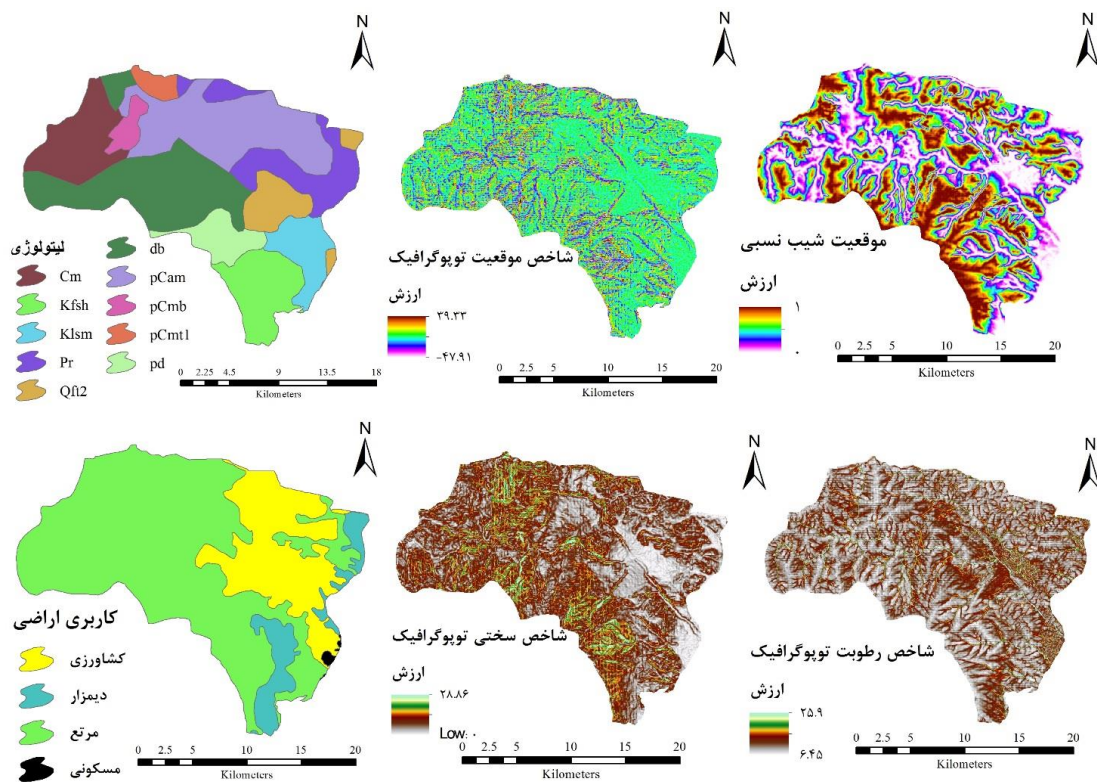 N
لیتولوژی
Cm
Kfsh
Klsm
Pr
Qft2
db
pCam
pCmb
pCmt1
pd
0 2.25 4.5 9 13.5 18
Kilometers
N
شاخص موقعیت توپوگرافیک
ارزش
۳۹.۳۳
-۴۷.۹۱
0 2.5 5 10 15 20
Kilometers
N
موقعیت شیب نسبی
ارزش
۱
۰
0 2.5 5 10 15 20
Kilometers
N
کاربری اراضی
کشاورزی
دیمزار
مرتع
مسکونی
0 2.5 5 10 15 20
Kilometers
N
شاخص سختی توپوگرافیک
ارزش
۲۸.۸۶
Low: ۰
0 2.5 5 10 15 20
Kilometers
N
شاخص رطوبت توپوگرافیک
ارزش
۲۵.۹
۶.۴۵
0 2.5 5 10 15 20
Kilometers